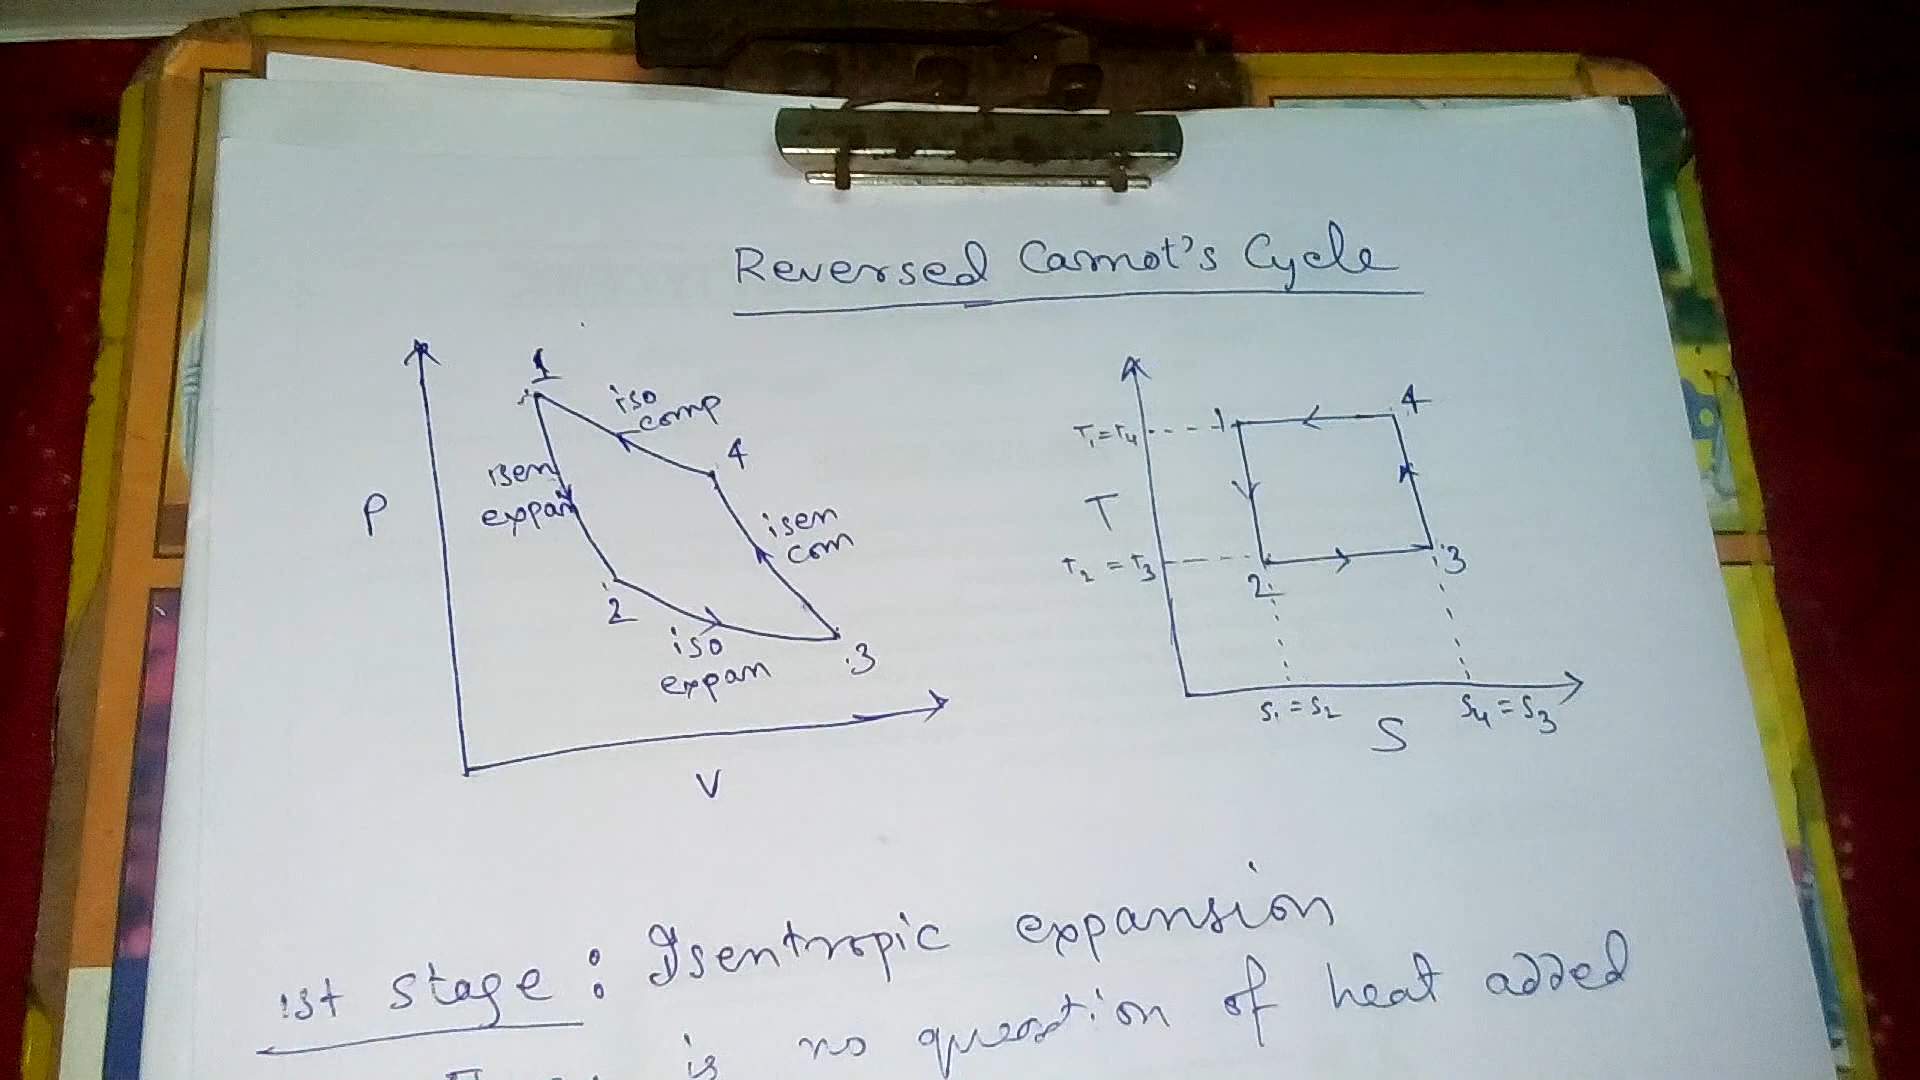 Reversed Carnot's Cycle
1
iso
comp
4
isen
expan
P
isen
com
2
iso
expan
3
V
T₁=T₄
1
4
T
T₂ = T₃
2
3
S₁ = S₂
S₄ = S₃
S
1st stage : Isentropic expansion
is no question of heat added